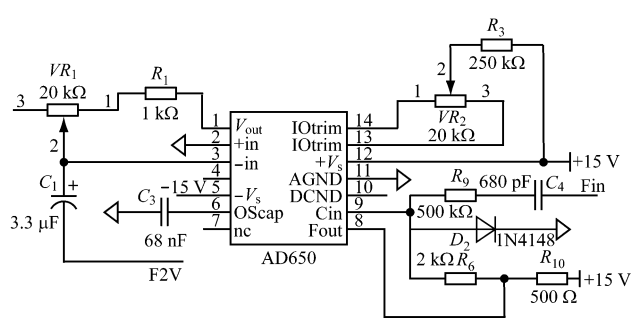 R3
2
250 kΩ
VR1
R1
3
20 kΩ
1
1 kΩ
2
1
3
VR2
20 kΩ
1 Vout IOtrim 14
2 +in IOtrim 13
3 −in +Vs 12
+15 V
4 AGND 11
−15 V 5 −Vs DCND 10
6 OScap Cin 9
7 nc Fout 8
AD650
C1 +
3.3 μF
C3
68 nF
F2V
R9 680 pF C4 Fin
500 kΩ
D2 1N4148
2 kΩ R6
R10
+15 V
500 Ω